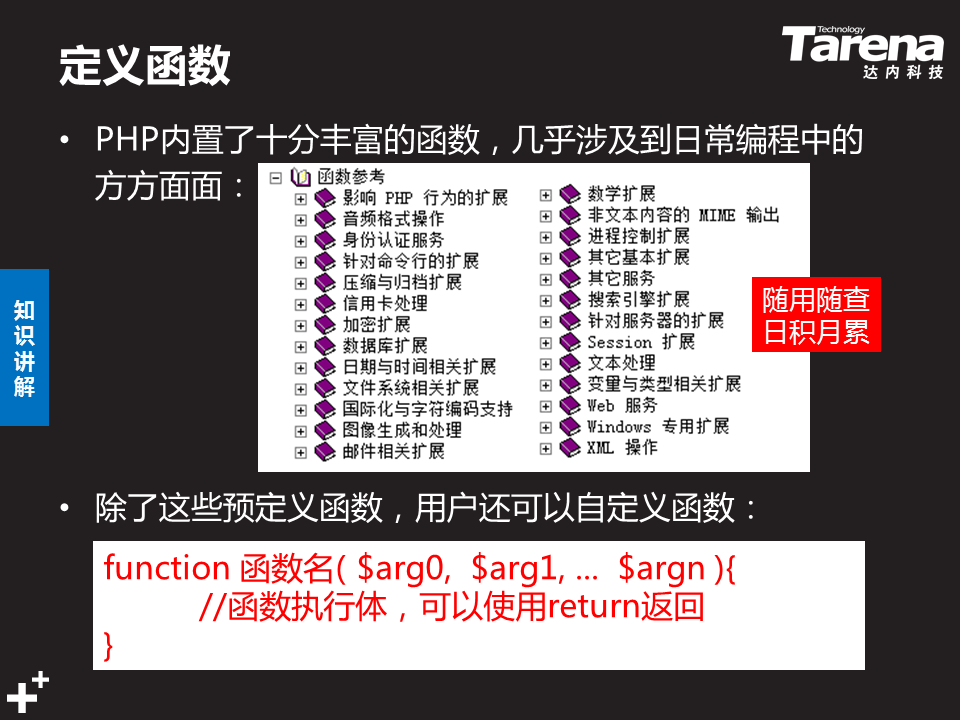 定义函数
Technology
Tarena
达内科技
• PHP内置了十分丰富的函数，几乎涉及到日常编程中的
方方面面：
函数参考
影响 PHP 行为的扩展
音频格式操作
身份认证服务
针对命令行的扩展
压缩与归档扩展
信用卡处理
加密扩展
数据库扩展
日期与时间相关扩展
文件系统相关扩展
国际化与字符编码支持
图像生成和处理
邮件相关扩展
数学扩展
非文本内容的 MIME 输出
进程控制扩展
其它基本扩展
其它服务
搜索引擎扩展
针对服务器的扩展
Session 扩展
文本处理
变量与类型相关扩展
Web 服务
Windows 专用扩展
XML 操作
随用随查
日积月累
知
识
讲
解
• 除了这些预定义函数，用户还可以自定义函数：
function 函数名( $arg0, $arg1, ... $argn ){
//函数执行体，可以使用return返回
}